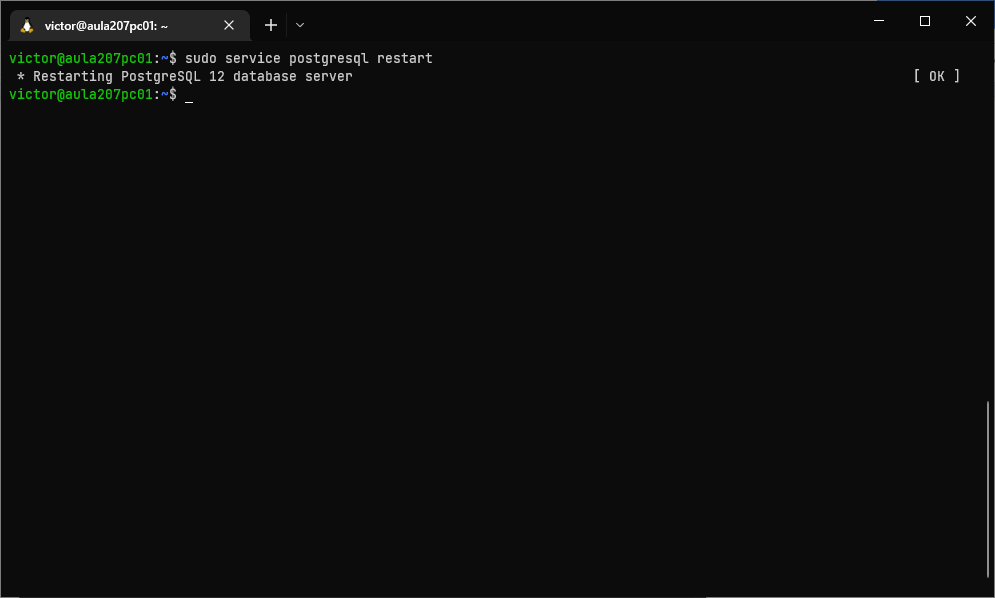 victor@aula207pc01: ~
victor@aula207pc01:~$ sudo service postgresql restart
 * Restarting PostgreSQL 12 database server [ OK ]
victor@aula207pc01:~$ _